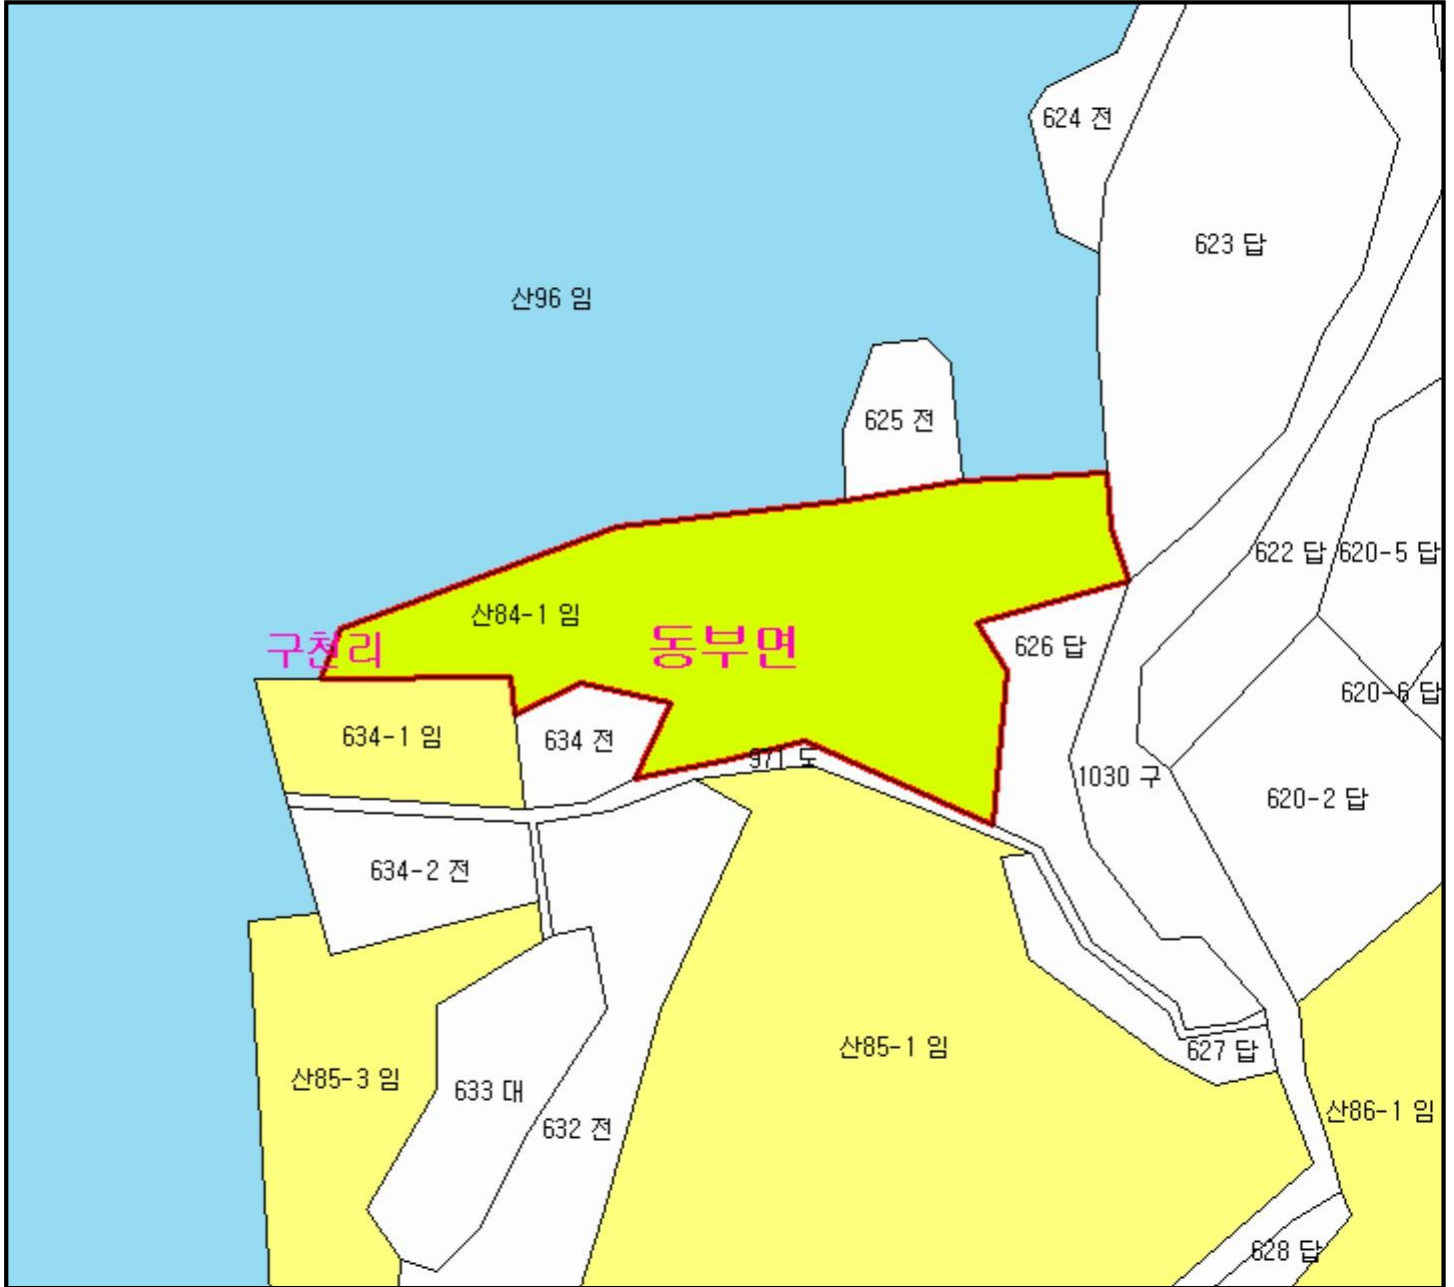 624 전
623 답
산96 임
625 전
622 답
620-5 답
산84-1 임
동부면
구천리
626 답
620-6 답
634-1 임
634 전
971 도
1030 구
620-2 답
634-2 전
산85-1 임
627 답
산85-3 임
633 대
632 전
산86-1 임
628 답